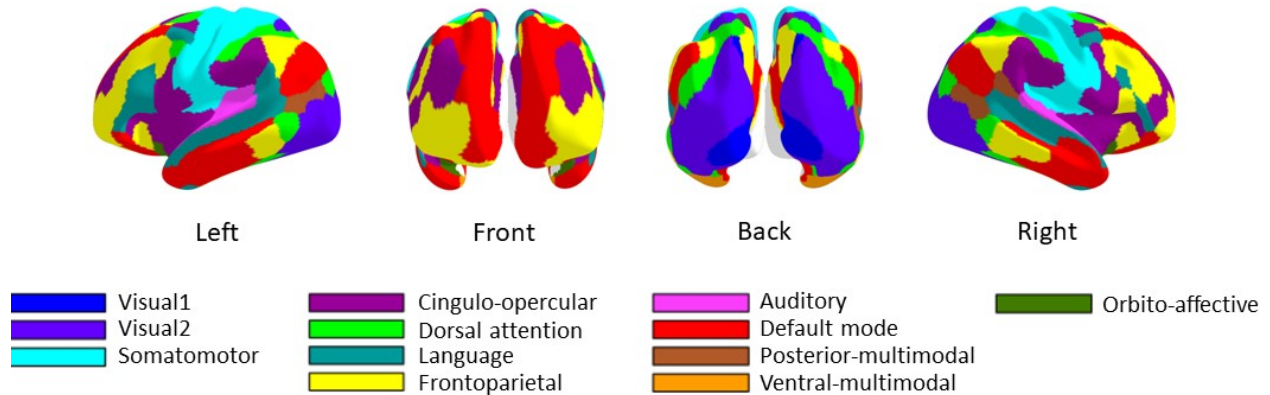 Left
Front
Back
Right
Visual1
Visual2
Somatomotor
Cingulo-opercular
Dorsal attention
Language
Frontoparietal
Auditory
Default mode
Posterior-multimodal
Ventral-multimodal
Orbito-affective